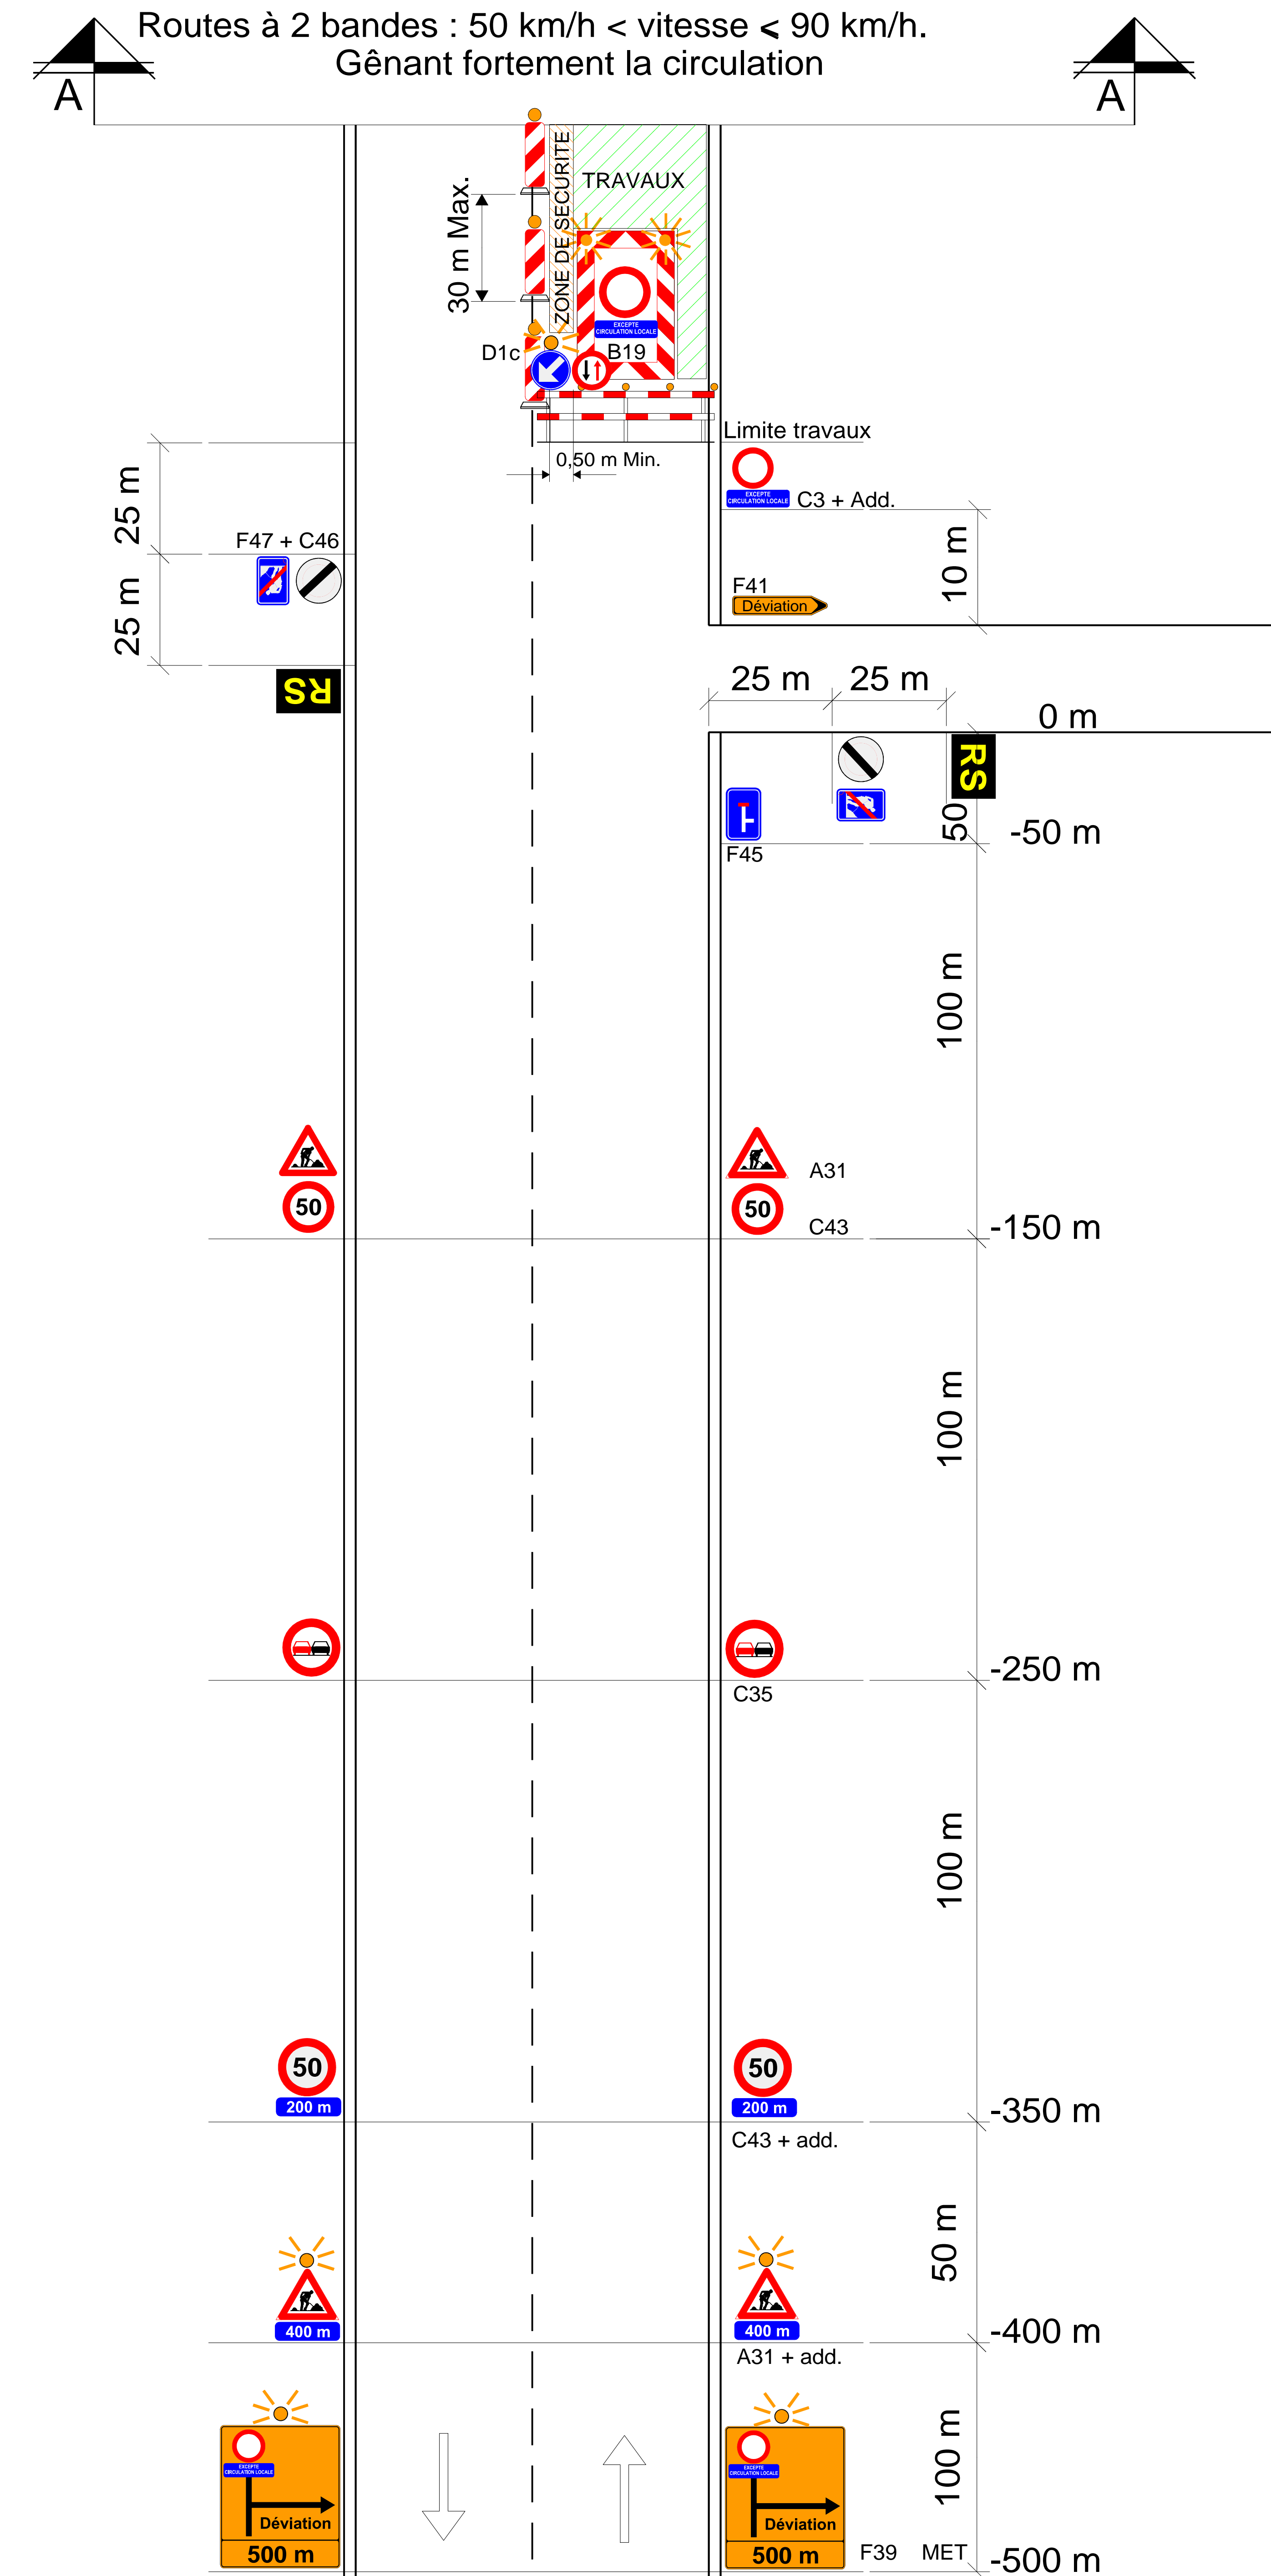 Routes à 2 bandes : 50 km/h < vitesse ⩽ 90 km/h.
Gênant fortement la circulation
A
A
30 m Max.
ZONE DE SECURITE
TRAVAUX
EXCEPTE
CIRCULATION LOCALE
D1c
B19
Limite travaux
0,50 m Min.
25 m
EXCEPTE
CIRCULATION LOCALE
C3 + Add.
F47 + C46
10 m
25 m
F41
Déviation
RS
25 m
25 m
0 m
RS
50
-50 m
F45
100 m
A31
50
50
C43
-150 m
100 m
-250 m
C35
100 m
50
50
200 m
200 m
-350 m
C43 + add.
50 m
400 m
400 m
-400 m
A31 + add.
EXCEPTE
CIRCULATION LOCALE
EXCEPTE
CIRCULATION LOCALE
100 m
Déviation
Déviation
500 m
500 m
F39
MET
-500 m